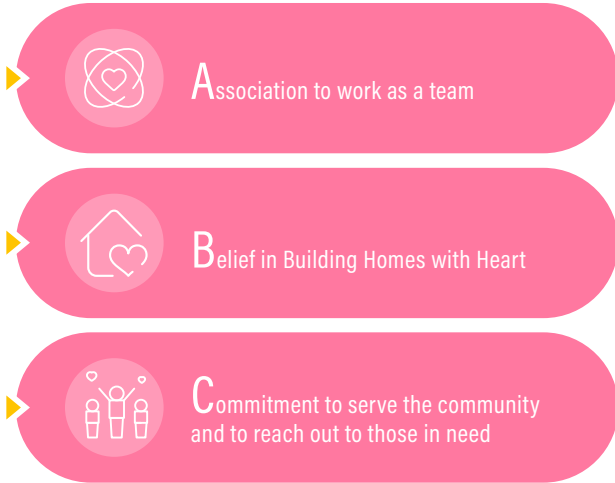 Association to work as a team
Belief in Building Homes with Heart
Commitment to serve the community
and to reach out to those in need